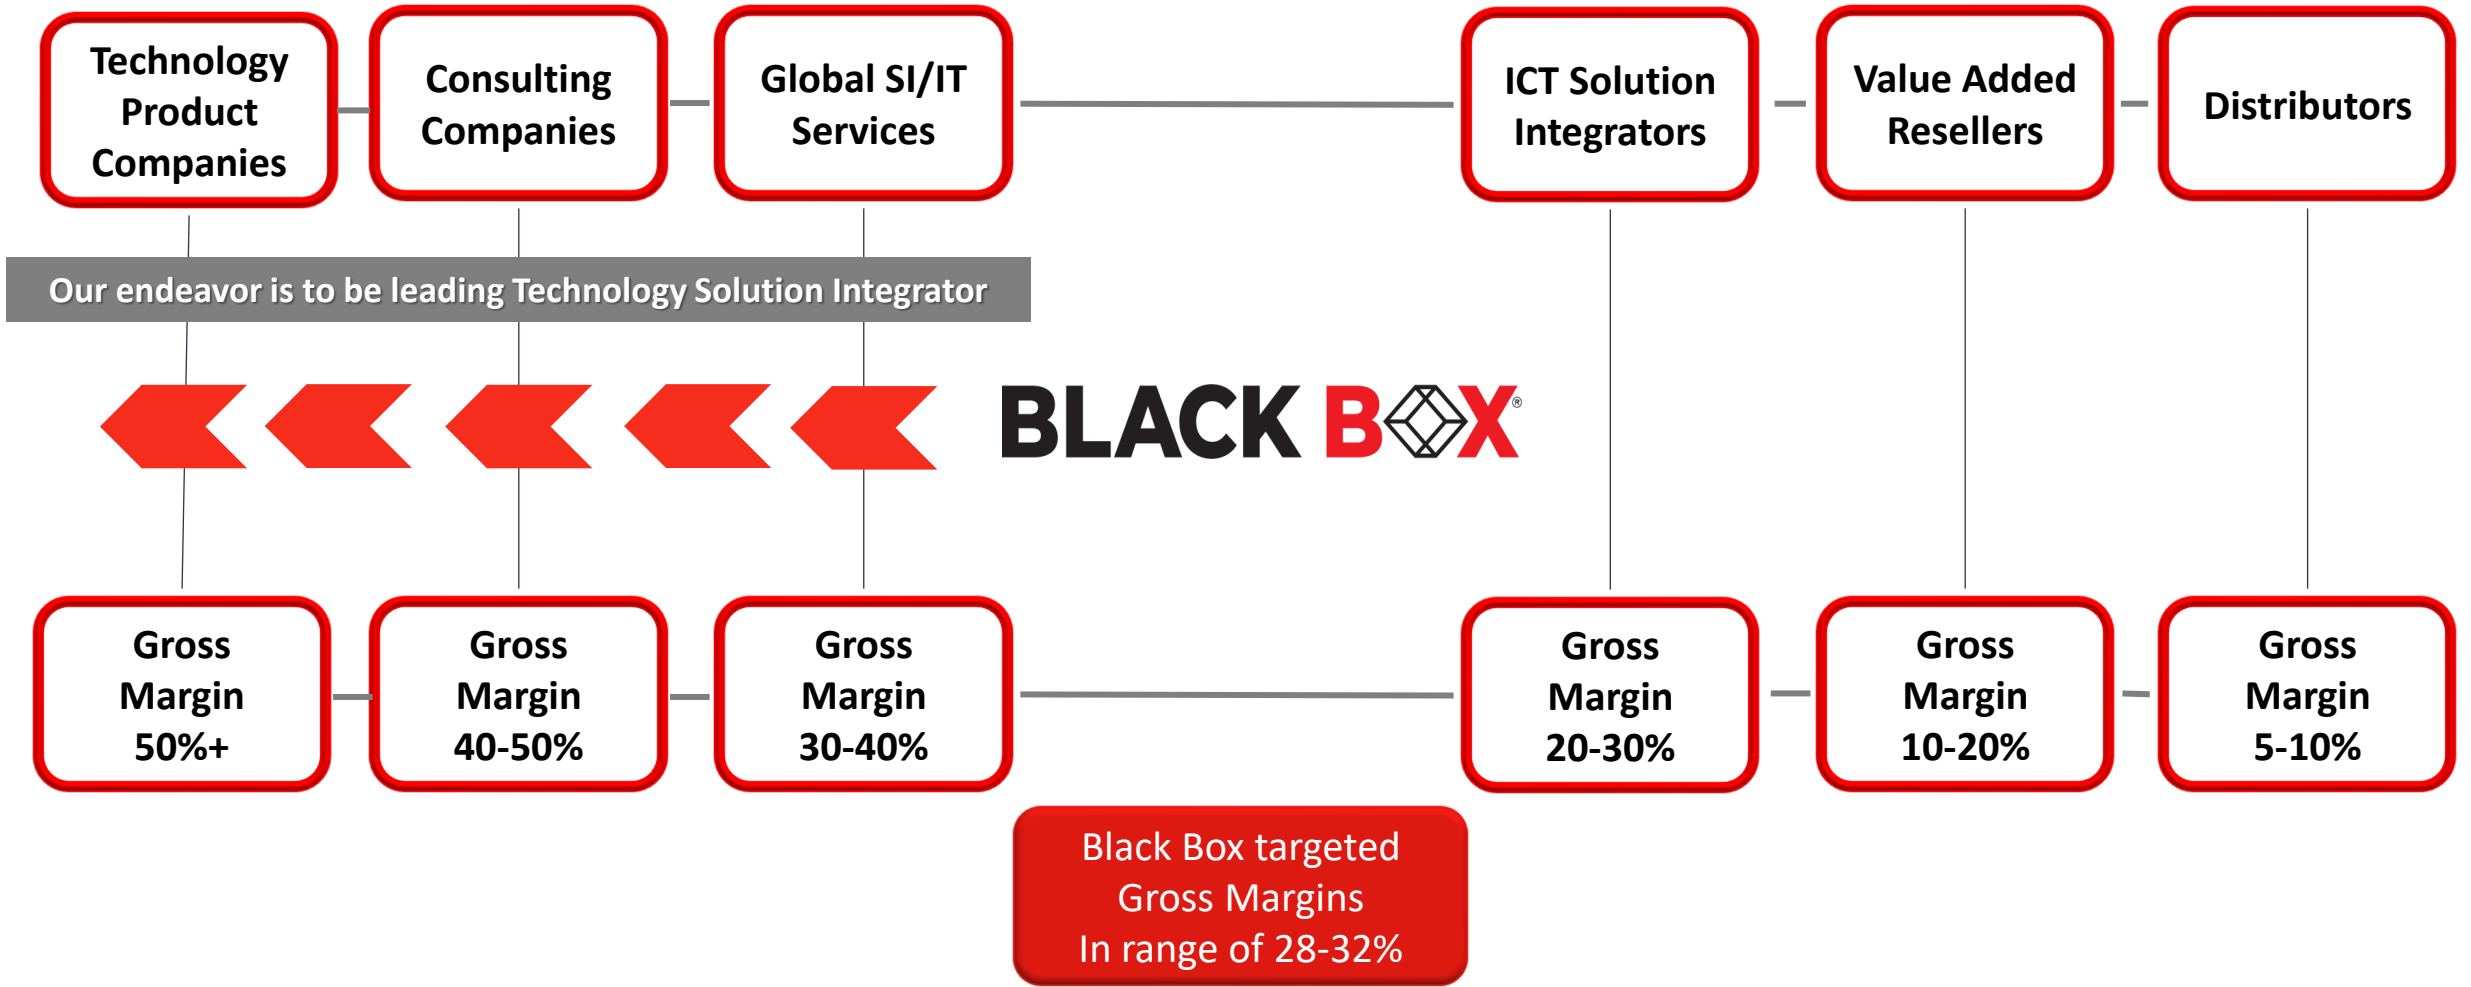 Technology
Product
Companies
Consulting
Companies
Global SI/IT
Services
ICT Solution
Integrators
Value Added
Resellers
Distributors
Our endeavor is to be leading Technology Solution Integrator
BLACK BOX®
Gross
Margin
50%+
Gross
Margin
40-50%
Gross
Margin
30-40%
Gross
Margin
20-30%
Gross
Margin
10-20%
Gross
Margin
5-10%
Black Box targeted
Gross Margins
In range of 28-32%